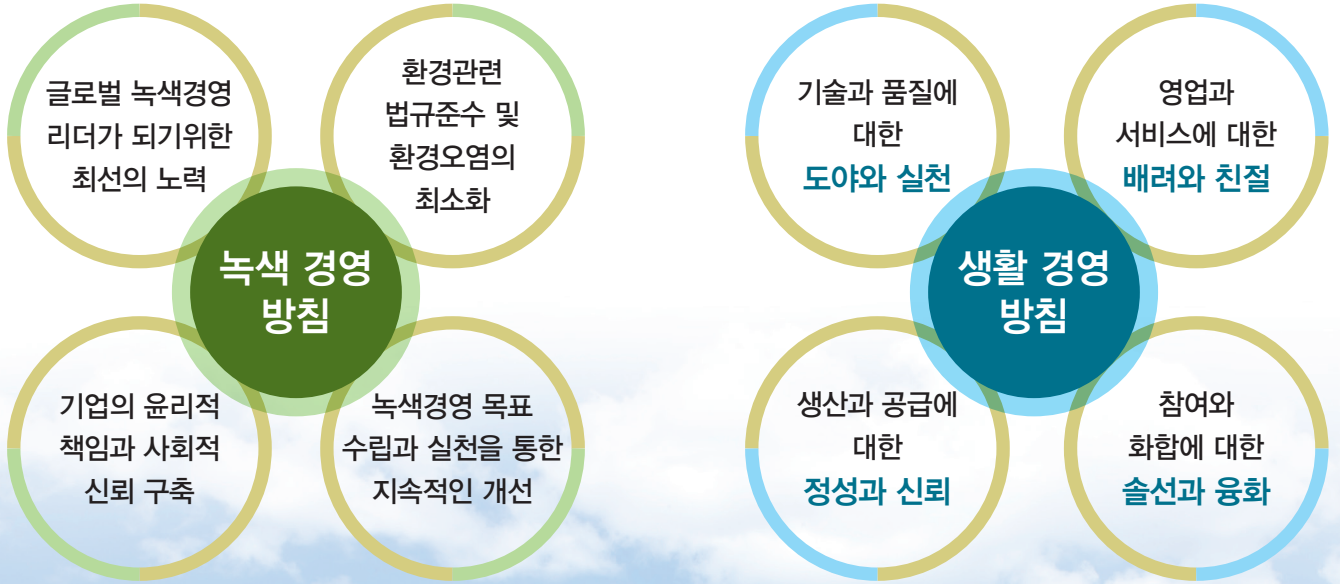 글로벌 녹색경영
리더가 되기위한
최선의 노력
환경관련
법규준수 및
환경오염의
최소화
녹색 경영
방침
기업의 윤리적
책임과 사회적
신뢰 구축
녹색경영 목표
수립과 실천을 통한
지속적인 개선
기술과 품질에
대한
도야와 실천
영업과
서비스에 대한
배려와 친절
생활 경영
방침
생산과 공급에
대한
정성과 신뢰
참여와
화합에 대한
솔선과 융화